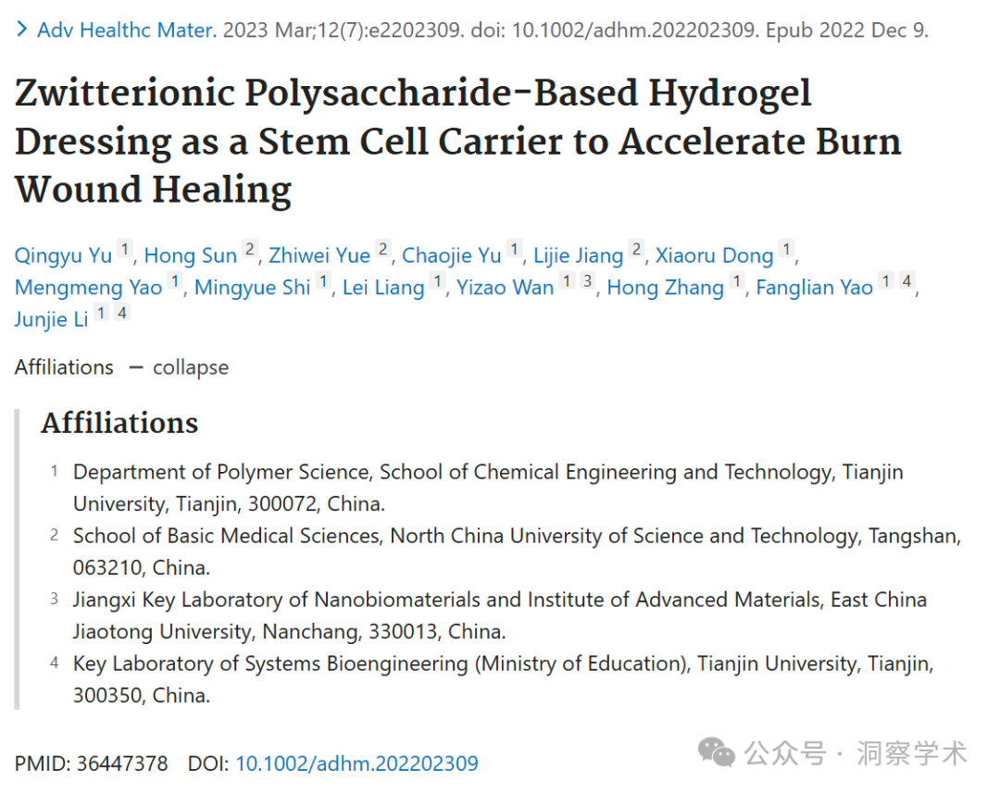 Adv Healthc Mater. 2023 Mar;12(7):e2202309. doi: 10.1002/adhm.202202309. Epub 2022 Dec 9.
Zwitterionic Polysaccharide-Based Hydrogel
Dressing as a Stem Cell Carrier to Accelerate Burn
Wound Healing
Qingyu Yu 1, Hong Sun 2, Zhiwei Yue 2, Chaojie Yu 1, Lijie Jiang 2, Xiaoru Dong 1,
Mengmeng Yao 1, Mingyue Shi 1, Lei Liang 1, Yizao Wan 1 3, Hong Zhang 1, Fanglian Yao 1 4,
Junjie Li 1 4
Affiliations — collapse
Affiliations
1 Department of Polymer Science, School of Chemical Engineering and Technology, Tianjin
University, Tianjin, 300072, China.
2 School of Basic Medical Sciences, North China University of Science and Technology, Tangshan,
063210, China.
3 Jiangxi Key Laboratory of Nanobiomaterials and Institute of Advanced Materials, East China
Jiaotong University, Nanchang, 330013, China.
4 Key Laboratory of Systems Bioengineering (Ministry of Education), Tianjin University, Tianjin,
300350, China.
PMID: 36447378 DOI: 10.1002/adhm.202202309
公众号 · 洞察学术